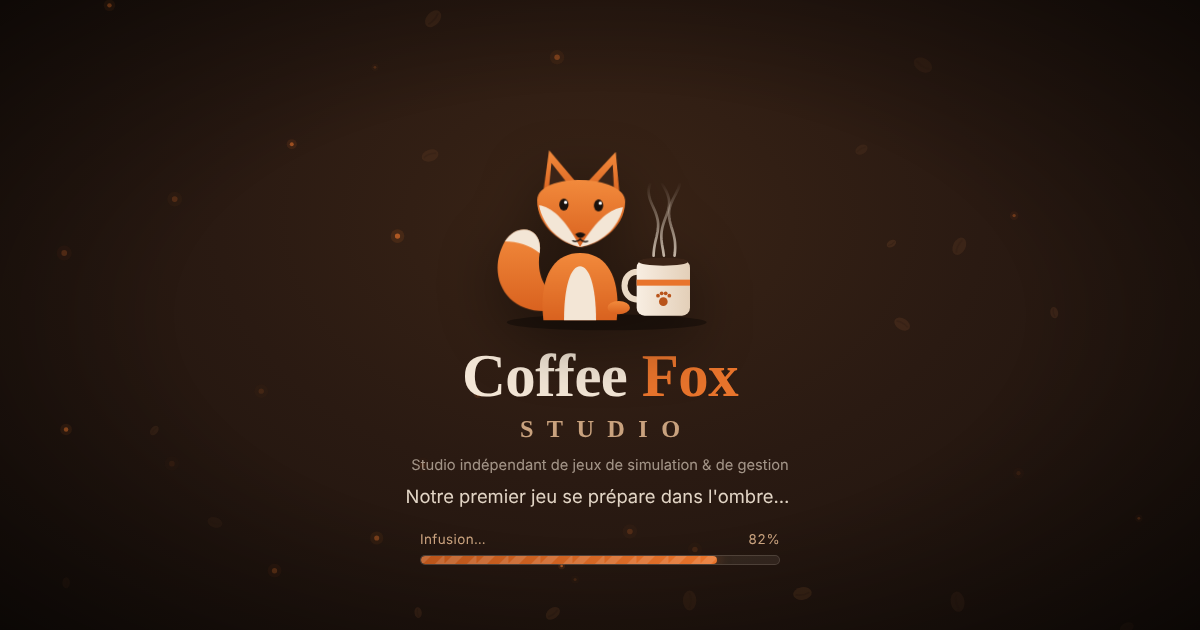 Coffee Fox
STUDIO
Studio indépendant de jeux de simulation & de gestion
Notre premier jeu se prépare dans l'ombre...
Infusion... 82%